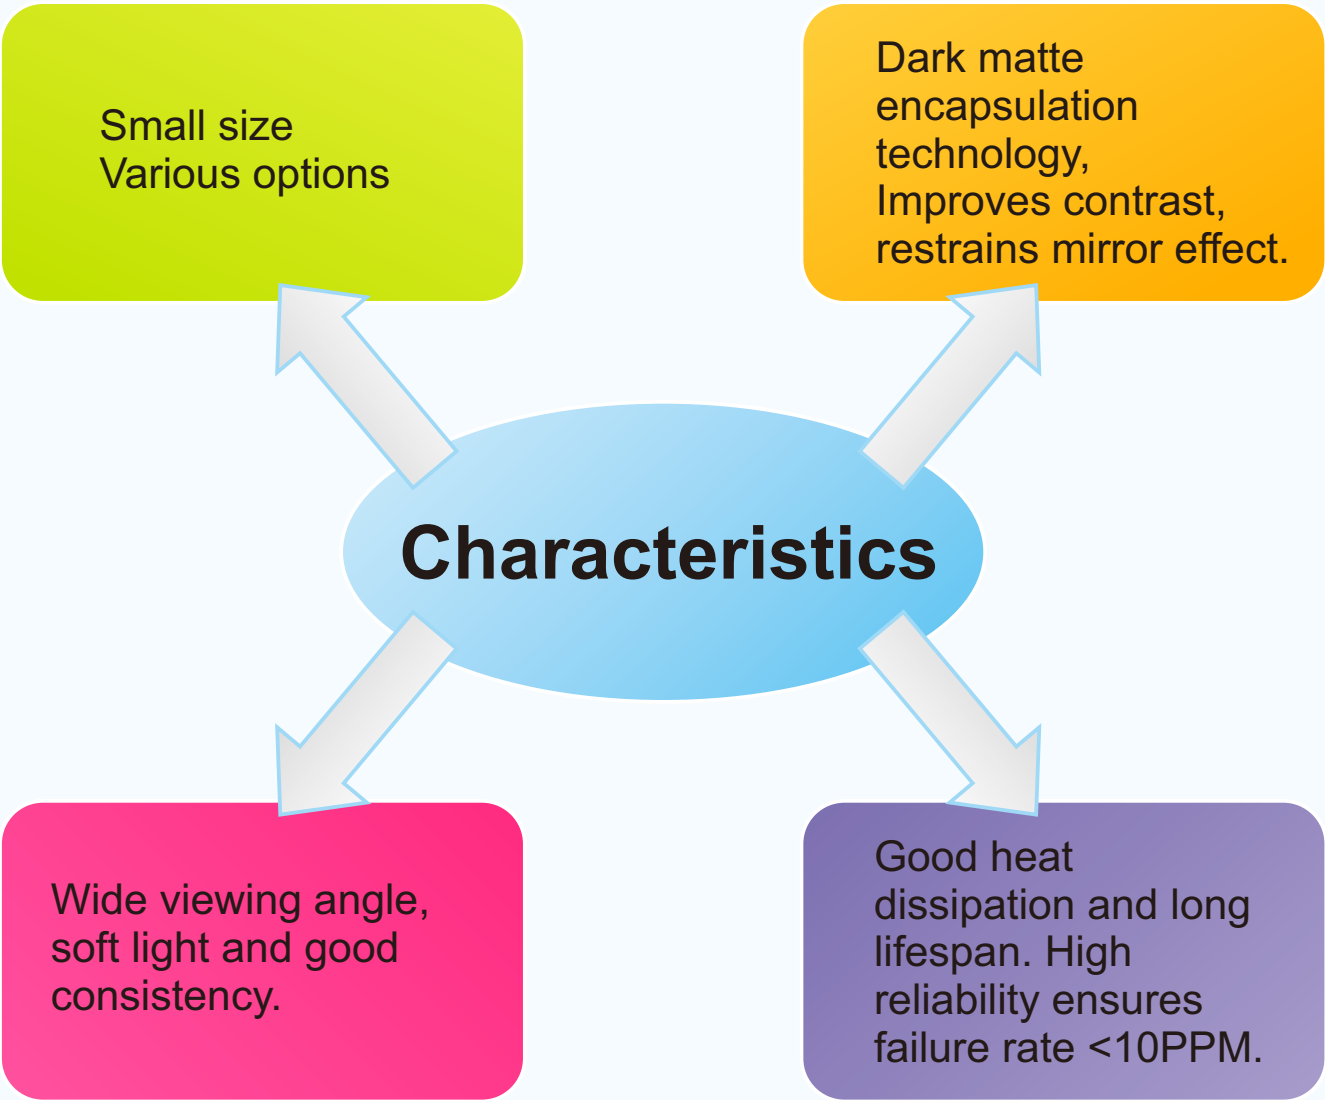 Small size
Various options
Dark matte
encapsulation
technology,
Improves contrast,
restrains mirror effect.
Characteristics
Wide viewing angle,
soft light and good
consistency.
Good heat
dissipation and long
lifespan. High
reliability ensures
failure rate <10PPM.